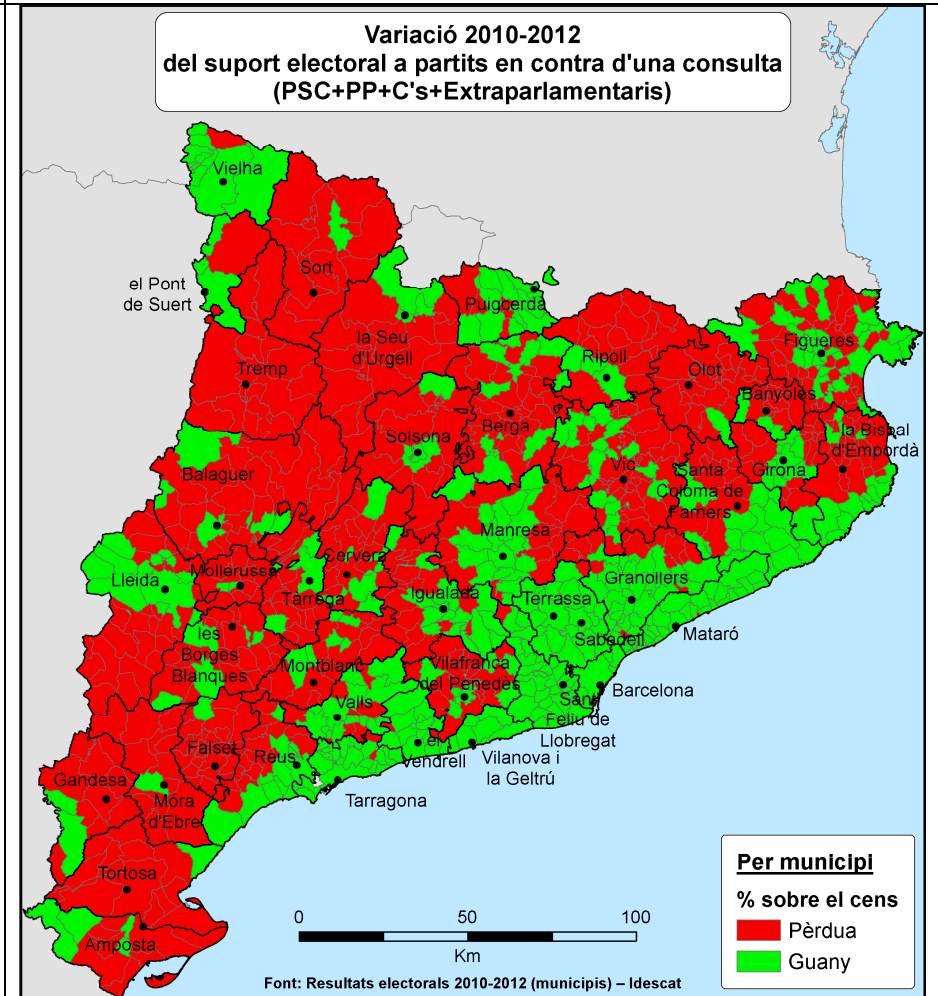 Variació 2010-2012
del suport electoral a partits en contra d'una consulta
(PSC+PP+C's+Extraparlamentaris)
Vielha
el Pont
de Suert
Sort
Puigcerdà
la Seu
d'Urgell
Ripoll
Figueres
Tremp
Olot
Banyoles
Berga
Solsona
la Bisbal
d'Empordà
Balaguer
Vic
Santa
Coloma de
Farners
Girona
Manresa
Cervera
Lleida
Mollerussa
Tàrrega
Igualada
Granollers
Terrassa
Sabadell
Mataró
les
Borges
Blanques
Montblanc
Vilafranca
del Penedès
Barcelona
Sant
Feliu de
Llobregat
Valls
Falset
Reus
el
Vendrell
Vilanova i
la Geltrú
Gandesa
Móra
d'Ebre
Tarragona
Tortosa
Amposta
0 50 100
Km
Per municipi
% sobre el cens
Pèrdua
Guany
Font: Resultats electorals 2010-2012 (municipis) – Idescat